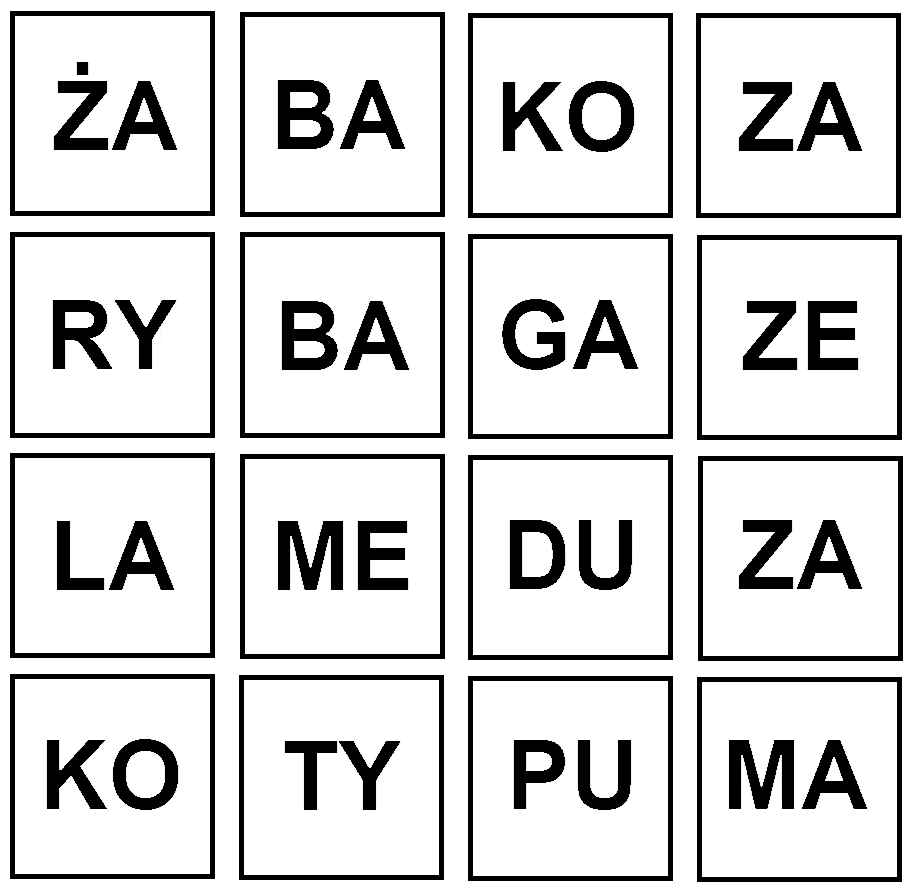 ŻA BA KO ZA
RY BA GA ZE
LA ME DU ZA
KO TY PU MA